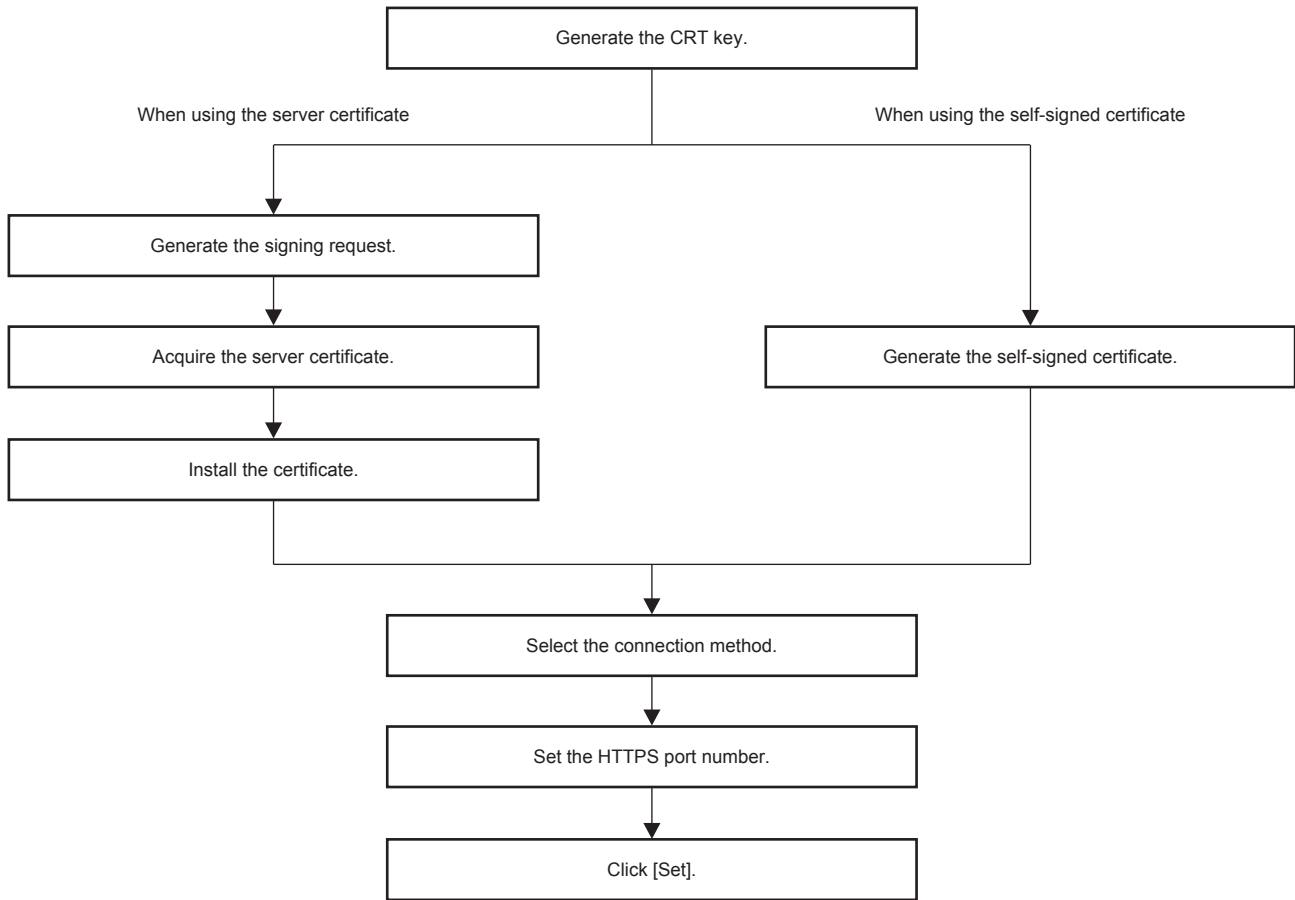 Generate the CRT key.
When using the server certificate
When using the self-signed certificate
Generate the signing request.
Acquire the server certificate.
Generate the self-signed certificate.
Install the certificate.
Select the connection method.
Set the HTTPS port number.
Click [Set].